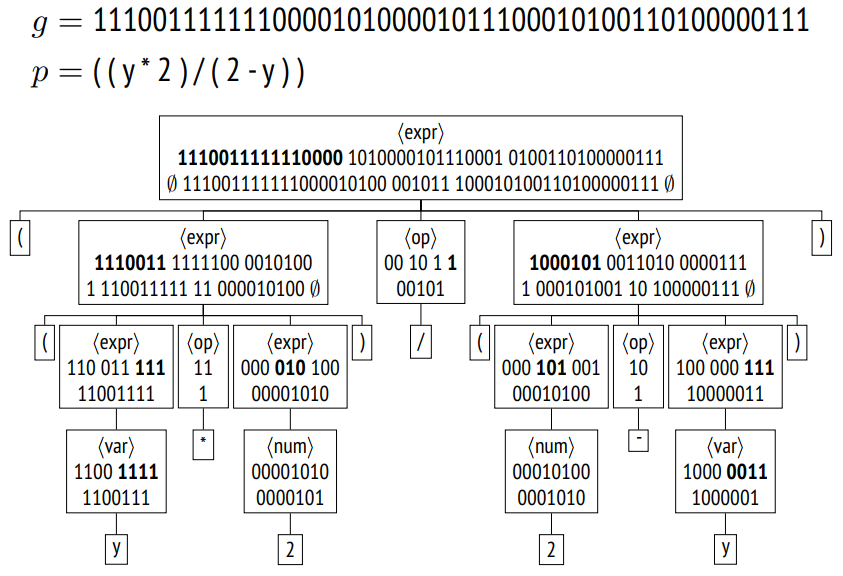 g = 111001111111000010100001011100010100110100000111
p = ((y*2)/(2-y))
⟨expr⟩
1110011111110000 1010000101110001 0100110100000111
∅ 111001111111000010100 001011 100010100110100000111 ∅
( ⟨expr⟩ ⟨op⟩ ⟨expr⟩ )
1110011 1111100 0010100 00 10 1 1 1000101 0011010 0000111
1 110011111 11 000010100 ∅ 00101 1 000101001 10 100000111 ∅
( ⟨expr⟩ ⟨op⟩ ⟨expr⟩ ) / ( ⟨expr⟩ ⟨op⟩ ⟨expr⟩ )
110 011 111 11 000 010 100 000 101 001 10 100 000 111
11001111 1 00001010 00010100 1 10000011
⟨var⟩ * ⟨num⟩ ⟨num⟩ - ⟨var⟩
1100 1111 00001010 00010100 1000 0011
1100111 0000101 0001010 1000001
y 2 2 y